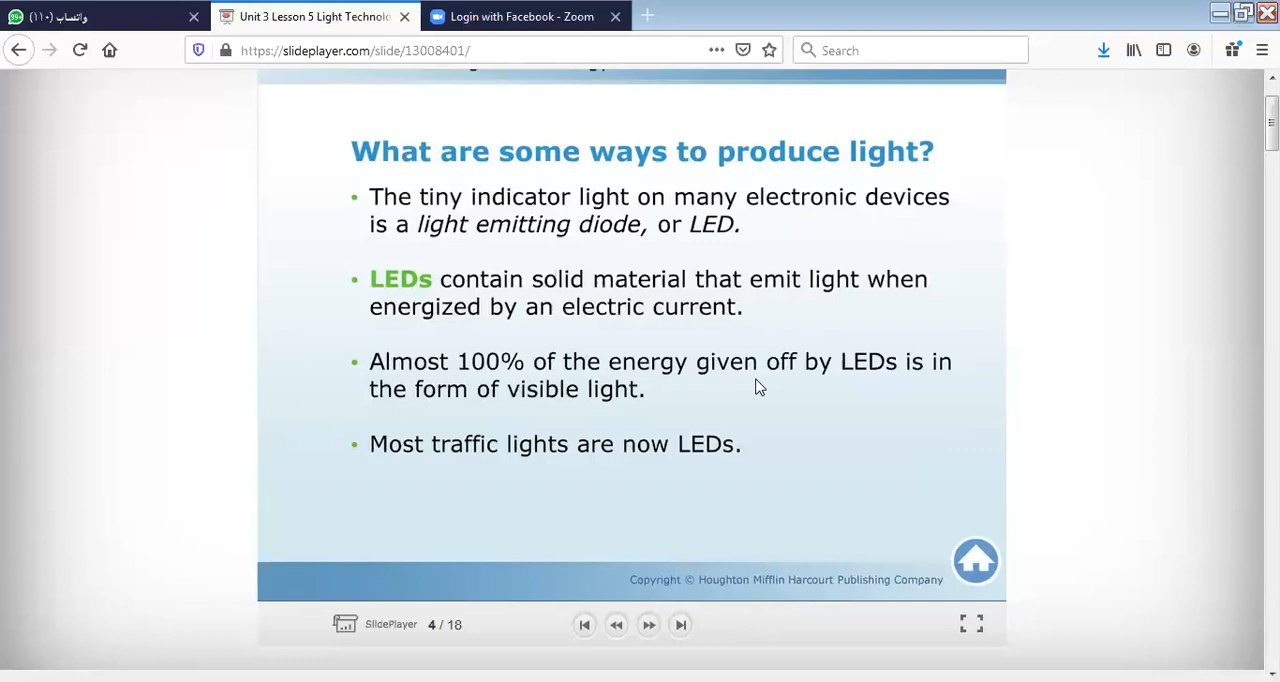 واتساب (١١٠)
Unit 3 Lesson 5 Light Technolo
Login with Facebook - Zoom
https://slideplayer.com/slide/13008401/
Search
What are some ways to produce light?
• The tiny indicator light on many electronic devices
is a light emitting diode, or LED.
• LEDs contain solid material that emit light when
energized by an electric current.
• Almost 100% of the energy given off by LEDs is in
the form of visible light.
• Most traffic lights are now LEDs.
Copyright © Houghton Mifflin Harcourt Publishing Company
SlidePlayer 4 / 18